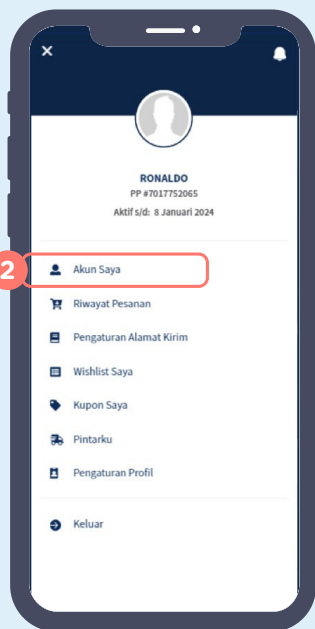 RONALDO
PP #7017752065
Aktif s/d: 8 Januari 2024
2
Akun Saya
Riwayat Pesanan
Pengaturan Alamat Kirim
Wishlist Saya
Kupon Saya
Pintarku
Pengaturan Profil
Keluar